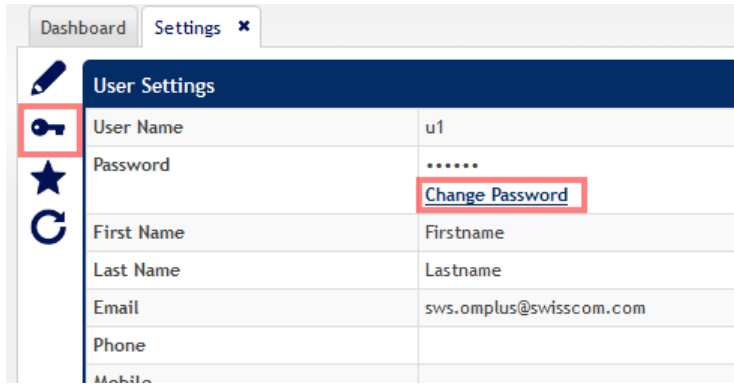 Dashboard Settings ✖
User Settings
User Name u1
Password ••••••
Change Password
First Name Firstname
Last Name Lastname
Email sws.omplus@swisscom.com
Phone
Mobile